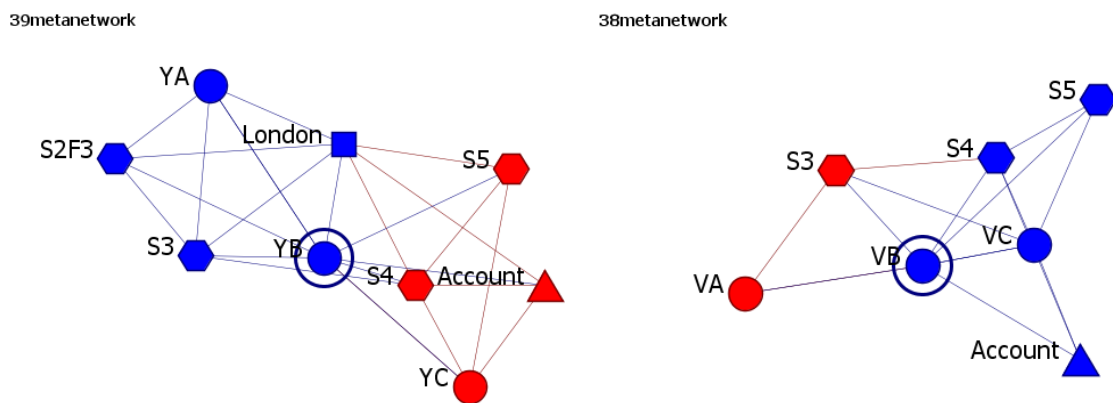 39metanetwork
YA
London
S2F3
S5
S3
YB
S4
Account
YC
38metanetwork
S5
S4
S3
VC
VB
VA
Account